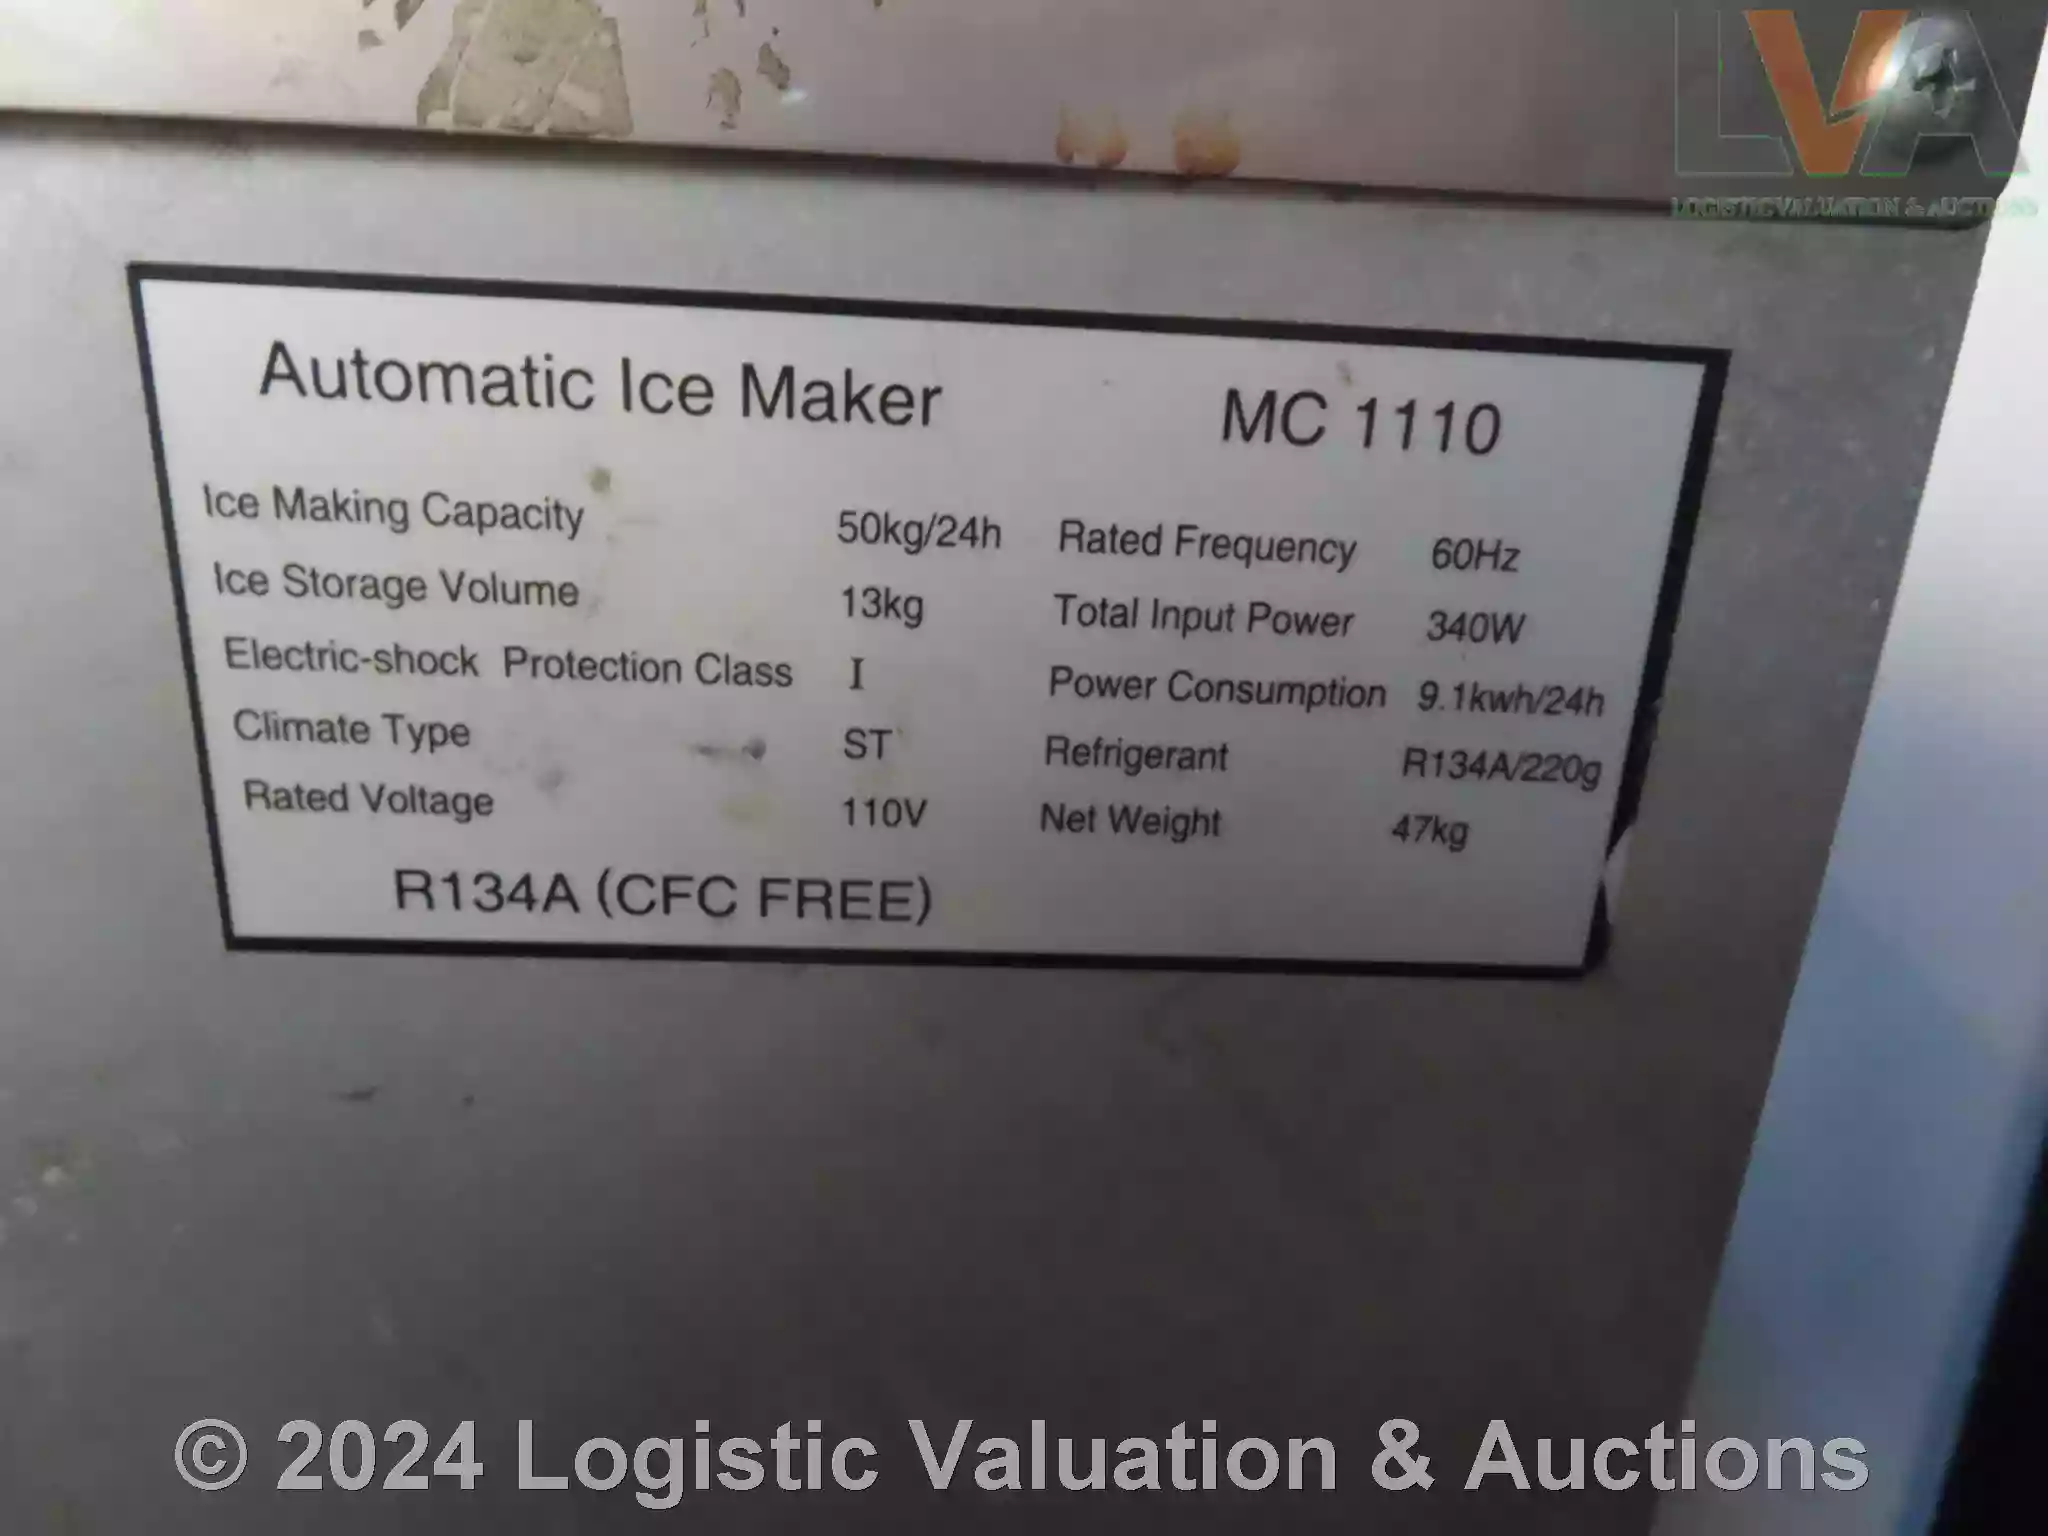 LVA
LOGISTIC VALUATION & AUCTIONS
Automatic Ice Maker MC 1110
Ice Making Capacity 50kg/24h Rated Frequency 60Hz
Ice Storage Volume 13kg Total Input Power 340W
Electric-shock Protection Class I Power Consumption 9.1kwh/24h
Climate Type ST Refrigerant R134A/220g
Rated Voltage 110V Net Weight 47kg
R134A (CFC FREE)
© 2024 Logistic Valuation & Auctions